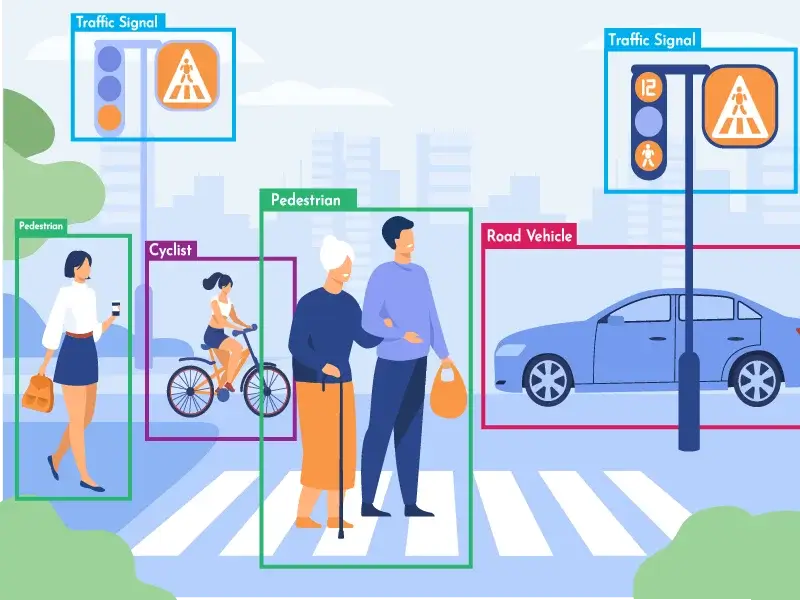 Traffic Signal
Traffic Signal
12
Pedestrian
Pedestrian
Road Vehicle
Cyclist